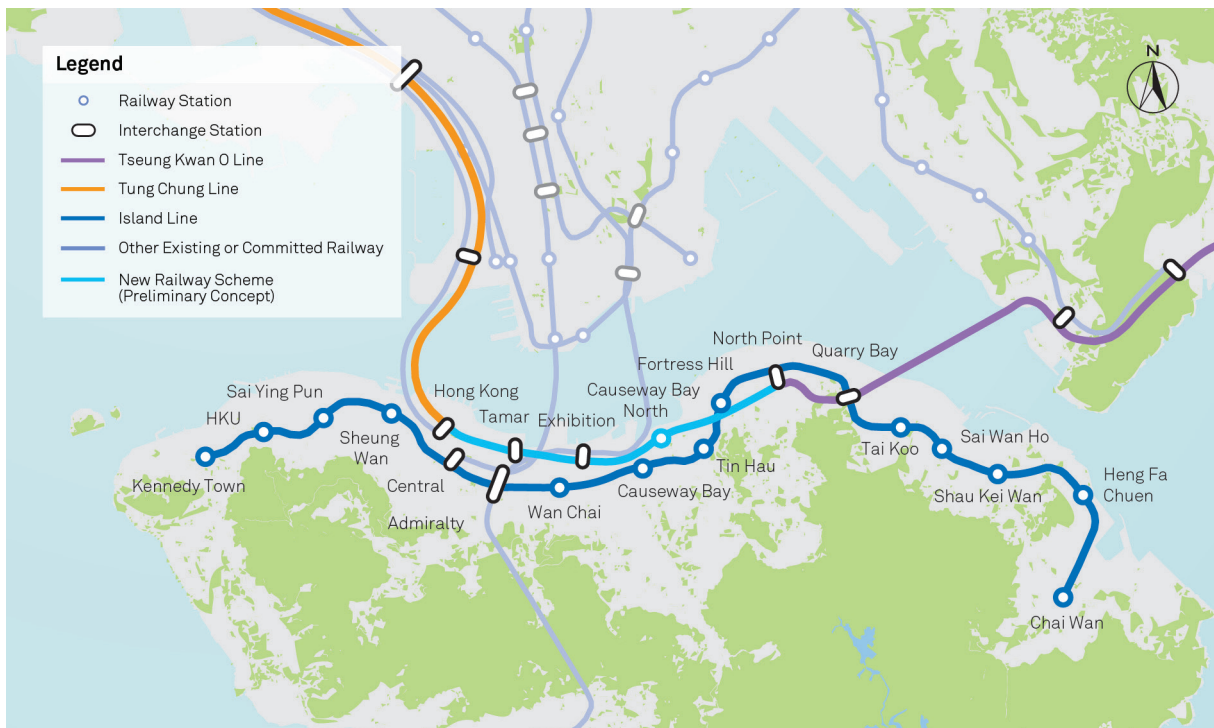 Legend
Railway Station
Interchange Station
Tseung Kwan O Line
Tung Chung Line
Island Line
Other Existing or Committed Railway
New Railway Scheme
(Preliminary Concept)
N
North Point
Quarry Bay
Fortress Hill
Hong Kong
Causeway Bay
North
Sai Ying Pun
Tamar
Exhibition
HKU
Sheung
Wan
Tai Koo
Sai Wan Ho
Kennedy Town
Central
Causeway Bay
Tin Hau
Shau Kei Wan
Heng Fa
Chuen
Admiralty
Wan Chai
Chai Wan